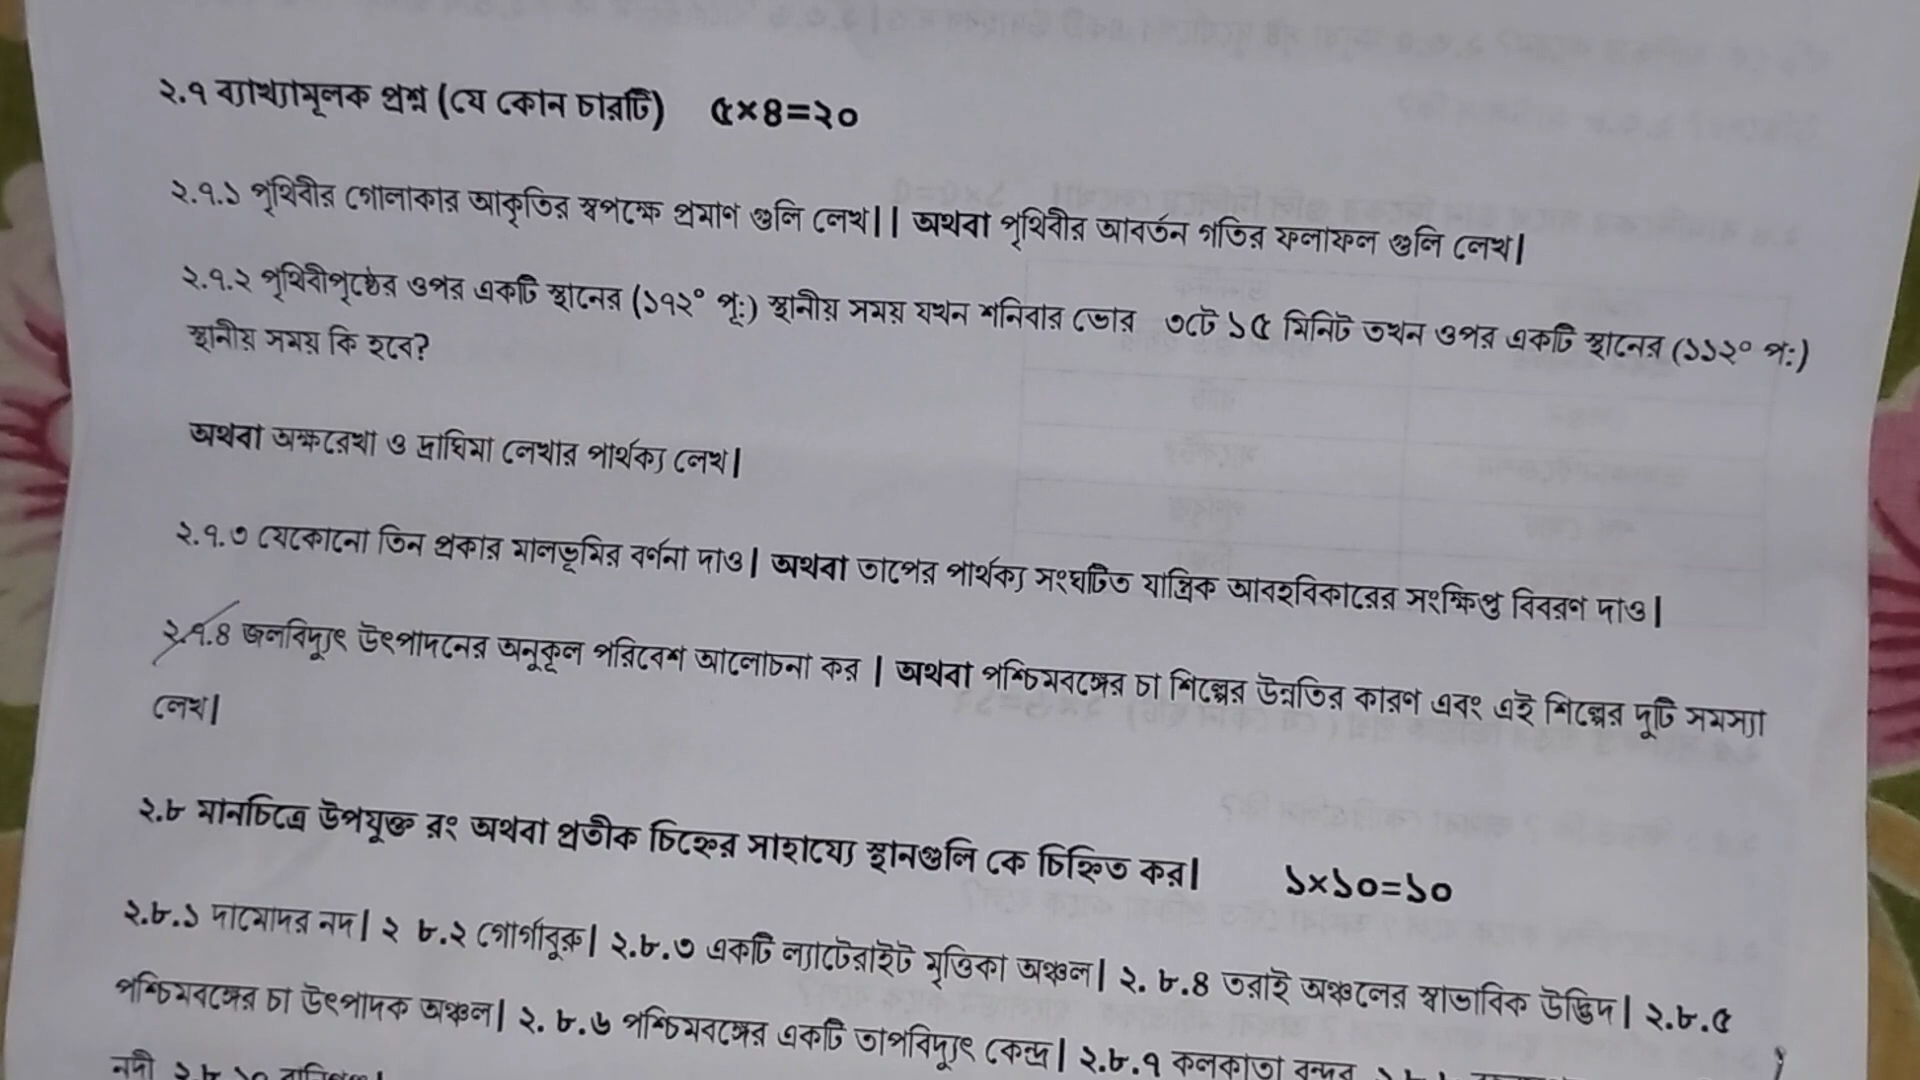 ২.৭ ব্যাখ্যামূলক প্রশ্ন (যে কোন চারটি) ৫×৪=২০
২.৭.১ পৃথিবীর গোলাকার আকৃতির স্বপক্ষে প্রমাণ গুলি লেখ|| অথবা পৃথিবীর আবর্তন গতির ফলাফল গুলি লেখ|
২.৭.২ পৃথিবীপৃষ্ঠের ওপর একটি স্থানের (১৭২° পূ:) স্থানীয় সময় যখন শনিবার ভোর ৩টে ১৫ মিনিট তখন ওপর একটি স্থানের (১১২° প:)
স্থানীয় সময় কি হবে?
অথবা অক্ষরেখা ও দ্রাঘিমা লেখার পার্থক্য লেখ|
২.৭.৩ যেকোনো তিন প্রকার মালভূমির বর্ণনা দাও| অথবা তাপের পার্থক্য সংঘটিত যান্ত্রিক আবহবিকারের সংক্ষিপ্ত বিবরণ দাও|
২.৭.৪ জলবিদ্যুৎ উৎপাদনের অনুকূল পরিবেশ আলোচনা কর | অথবা পশ্চিমবঙ্গের চা শিল্পের উন্নতির কারণ এবং এই শিল্পের দুটি সমস্যা
লেখ|
২.৮ মানচিত্রে উপযুক্ত রং অথবা প্রতীক চিহ্নের সাহায্যে স্থানগুলি কে চিহ্নিত কর| ১×১০=১০
২.৮.১ দামোদর নদ| ২ ৮.২ গোর্গাবুরু| ২.৮.৩ একটি ল্যাটেরাইট মৃত্তিকা অঞ্চল| ২. ৮.৪ তরাই অঞ্চলের স্বাভাবিক উদ্ভিদ| ২.৮.৫
পশ্চিমবঙ্গের চা উৎপাদক অঞ্চল| ২. ৮.৬ পশ্চিমবঙ্গের একটি তাপবিদ্যুৎ কেন্দ্র| ২.৮.৭ কলকাতা বন্দর
নদী ২.৮.১০